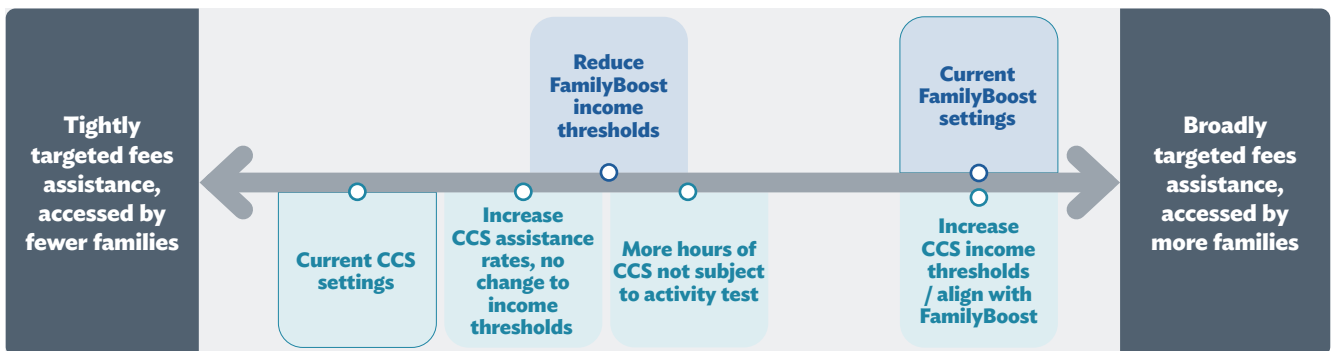 Tightly
targeted fees
assistance,
accessed by
fewer families
Reduce
FamilyBoost
income
thresholds
Current
FamilyBoost
settings
Current CCS
settings
Increase
CCS assistance
rates, no
change to
income
thresholds
More hours of
CCS not subject
to activity test
Increase
CCS income
thresholds
/ align with
FamilyBoost
Broadly
targeted fees
assistance,
accessed by
more families